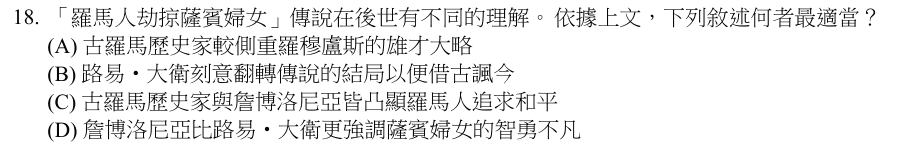 18. 「羅馬人劫掠薩賓婦女」傳說在後世有不同的理解。依據上文，下列敘述何者最適當？
(A) 古羅馬歷史家較側重羅穆盧斯的雄才大略
(B) 路易・大衛刻意翻轉傳說的結局以便借古諷今
(C) 古羅馬歷史家與詹博洛尼亞皆凸顯羅馬人追求和平
(D) 詹博洛尼亞比路易・大衛更強調薩賓婦女的智勇不凡